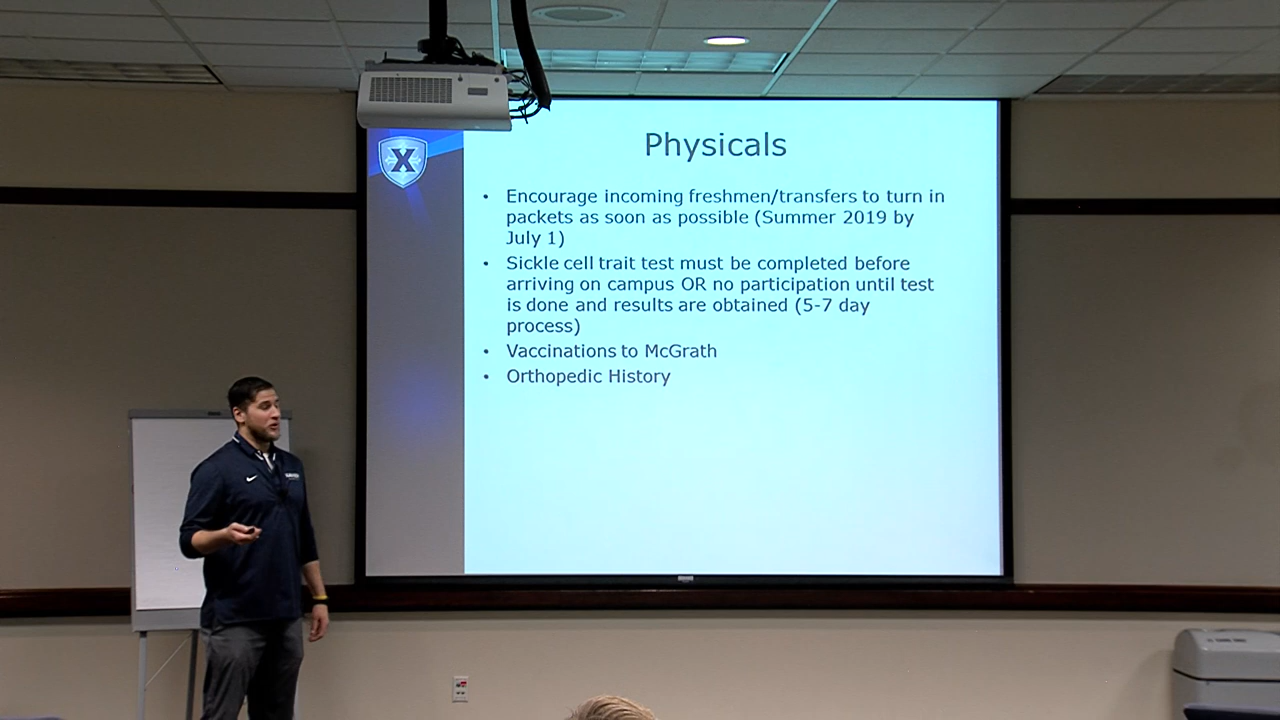 X
Physicals
• Encourage incoming freshmen/transfers to turn in
packets as soon as possible (Summer 2019 by
July 1)
• Sickle cell trait test must be completed before
arriving on campus OR no participation until test
is done and results are obtained (5-7 day
process)
• Vaccinations to McGrath
• Orthopedic History